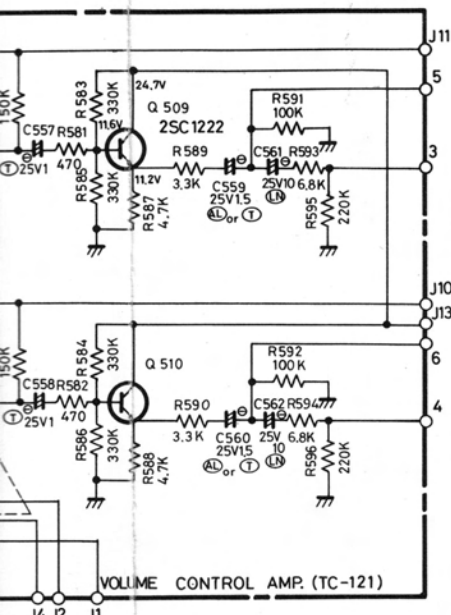 J11
5
150K
R583
330K
24.7V
Q 509
2SC1222
R591
100K
C557
R581
11.6V
T
25V1
470
R585
330K
11.2V
R587
4.7K
R589
3.3K
C559
25V1.5
AL or T
C561
25V10
LN
R593
6.8K
R595
220K
3
J10
J13
150K
R584
330K
Q 510
R592
100K
6
C558
R582
T
25V1
470
R586
330K
R588
4.7K
R590
3.3K
C560
25V1.5
AL or T
C562
25V
10
LN
R594
6.8K
R596
220K
4
VOLUME CONTROL AMP. (TC-121)
J4
J2
J1